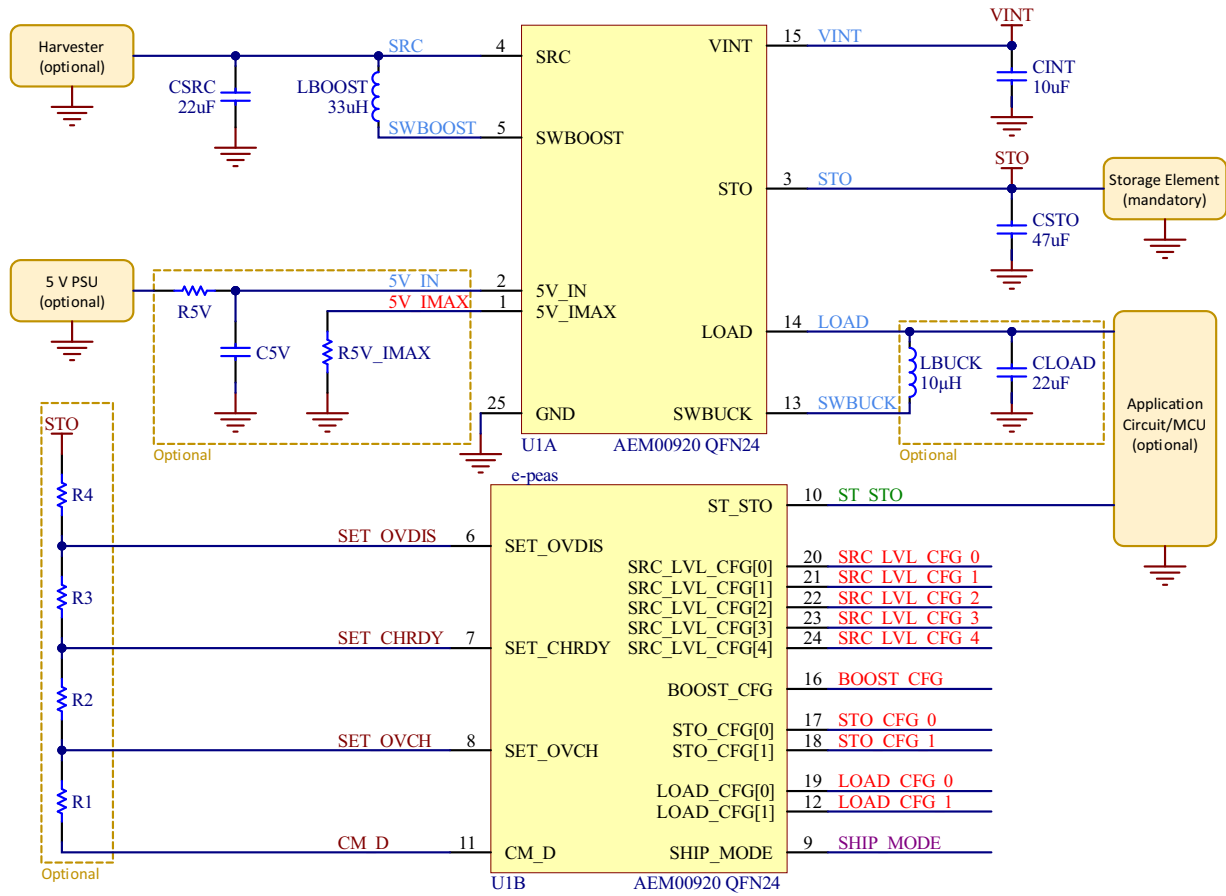 Harvester
(optional)
CSRC
22uF
LBOOST
33uH
SRC
4
SRC
SWBOOST
5
SWBOOST
VINT
15
VINT
VINT
CINT
10uF
STO
3
STO
STO
CSTO
47uF
Storage Element
(mandatory)
5 V PSU
(optional)
R5V
C5V
R5V_IMAX
5V_IN
2
5V_IN
5V_IMAX
1
5V_IMAX
Optional
25
GND
LOAD
14
LOAD
LBUCK
10µH
CLOAD
22uF
SWBUCK
13
SWBUCK
Optional
Application
Circuit/MCU
(optional)
U1A
AEM00920 QFN24
e-peas
STO
R4
R3
R2
R1
Optional
SET_OVDIS
6
SET_OVDIS
SET_CHRDY
7
SET_CHRDY
SET_OVCH
8
SET_OVCH
CM_D
11
CM_D
ST_STO
10
ST_STO
SRC_LVL_CFG[0]
20
SRC_LVL_CFG_0
SRC_LVL_CFG[1]
21
SRC_LVL_CFG_1
SRC_LVL_CFG[2]
22
SRC_LVL_CFG_2
SRC_LVL_CFG[3]
23
SRC_LVL_CFG_3
SRC_LVL_CFG[4]
24
SRC_LVL_CFG_4
BOOST_CFG
16
BOOST_CFG
STO_CFG[0]
17
STO_CFG_0
STO_CFG[1]
18
STO_CFG_1
LOAD_CFG[0]
19
LOAD_CFG_0
LOAD_CFG[1]
12
LOAD_CFG_1
SHIP_MODE
9
SHIP_MODE
U1B
AEM00920 QFN24